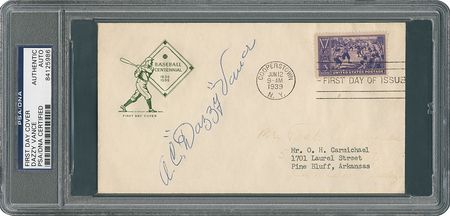 PSA/DNA
FIRST DAY COVER
DAZZY VANCE
PSA/DNA CERTIFIED
AUTHENTIC
AUTO
84125986
BASEBALL
CENTENNIAL
1839
1939
FIRST DAY COVER
A.C. "Dazzy" Vance
COOPERSTOWN
JUN 12
9-AM
1939
N.Y.
UNITED STATES POSTAGE
FIRST DAY OF ISSUE
Mr. O. H. Carmichael
1701 Laurel Street
Pine Bluff, Arkansas